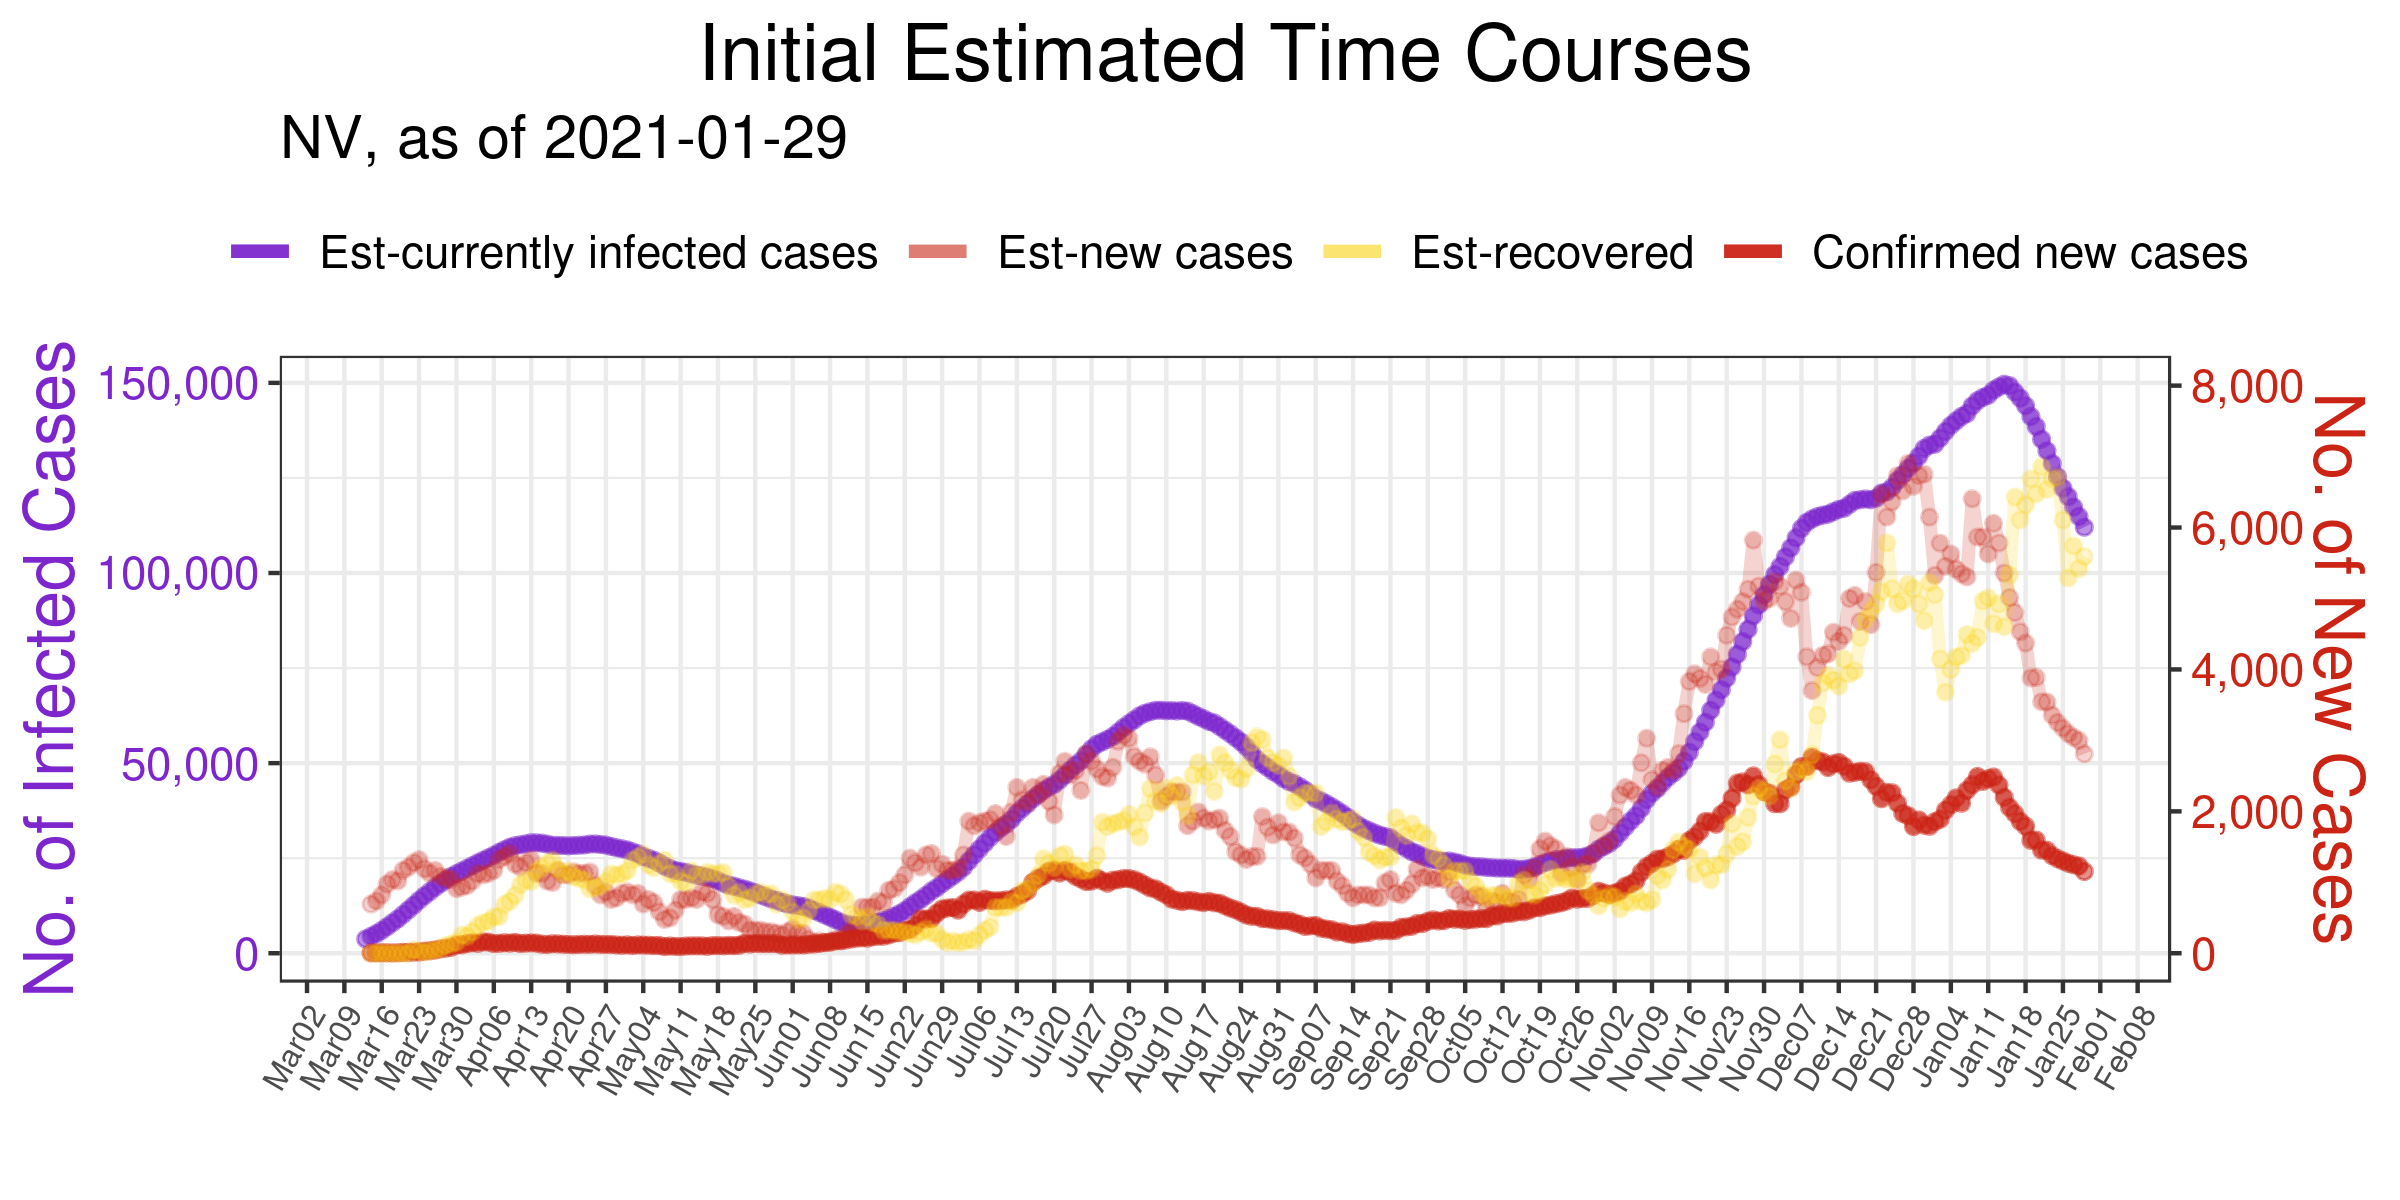 Initial Estimated Time Courses
NV, as of 2021-01-29
Est-currently infected cases Est-new cases Est-recovered Confirmed new cases
No. of Infected Cases
150,000
100,000
50,000
0
8,000
6,000
4,000
2,000
0
No. of New Cases
Mar02 Mar09 Mar16 Mar23 Mar30 Apr06 Apr13 Apr20 Apr27 May04 May11 May18 May25 Jun01 Jun08 Jun15 Jun22 Jun29 Jul06 Jul13 Jul20 Jul27 Aug03 Aug10 Aug17 Aug24 Aug31 Sep07 Sep14 Sep21 Sep28 Oct05 Oct12 Oct19 Oct26 Nov02 Nov09 Nov16 Nov23 Nov30 Dec07 Dec14 Dec21 Dec28 Jan04 Jan11 Jan18 Jan25 Feb01 Feb08